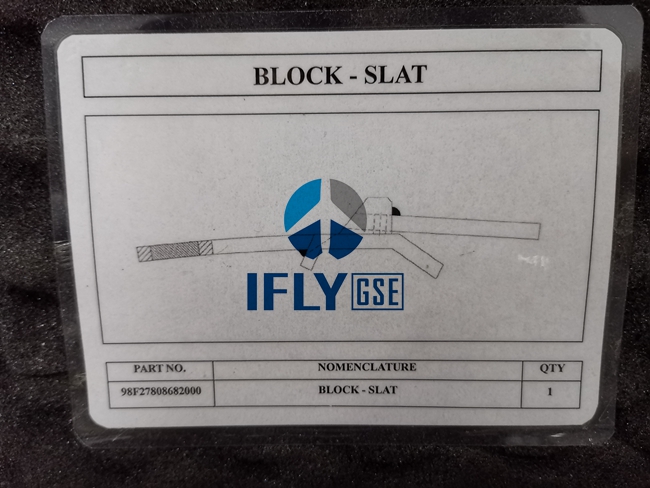 BLOCK - SLAT
IFLY GSE
PART NO. NOMENCLATURE QTY
98F27808682000 BLOCK - SLAT 1